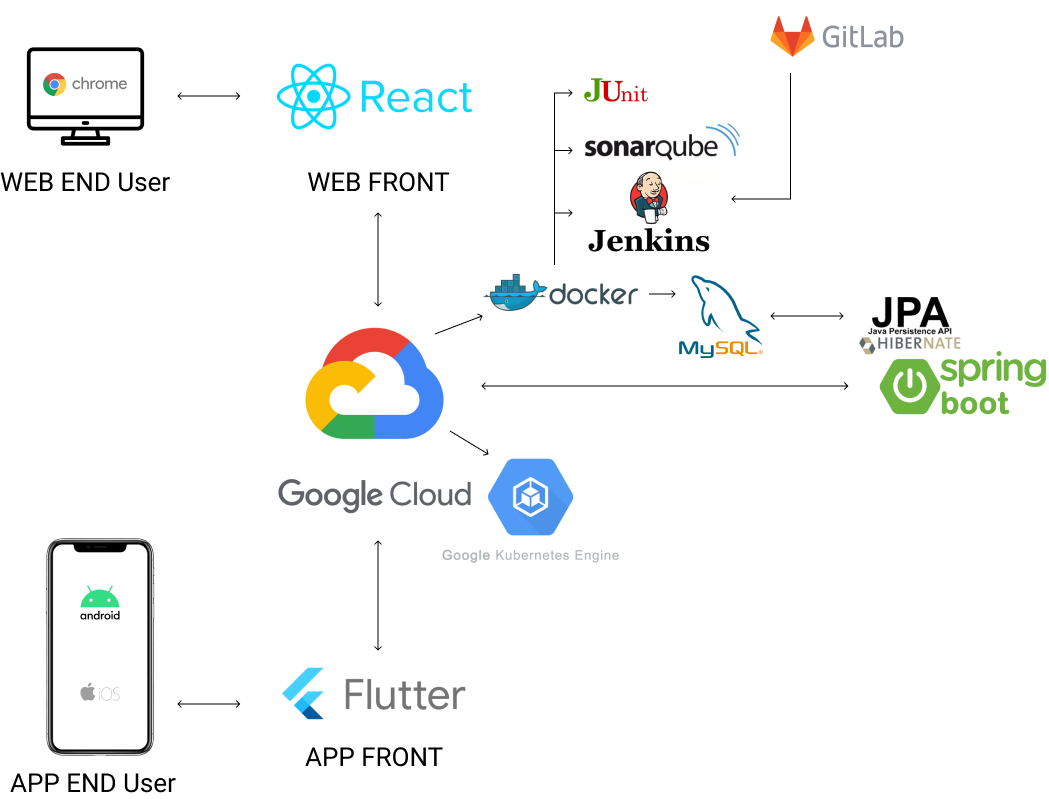 GitLab
chrome
React
JUnit
sonarqube
WEB END User
WEB FRONT
Jenkins
docker
JPA
Java Persistence API
HIBERNATE
MySQL®
spring
boot
Google Cloud
Google Kubernetes Engine
android
iOS
Flutter
APP FRONT
APP END User